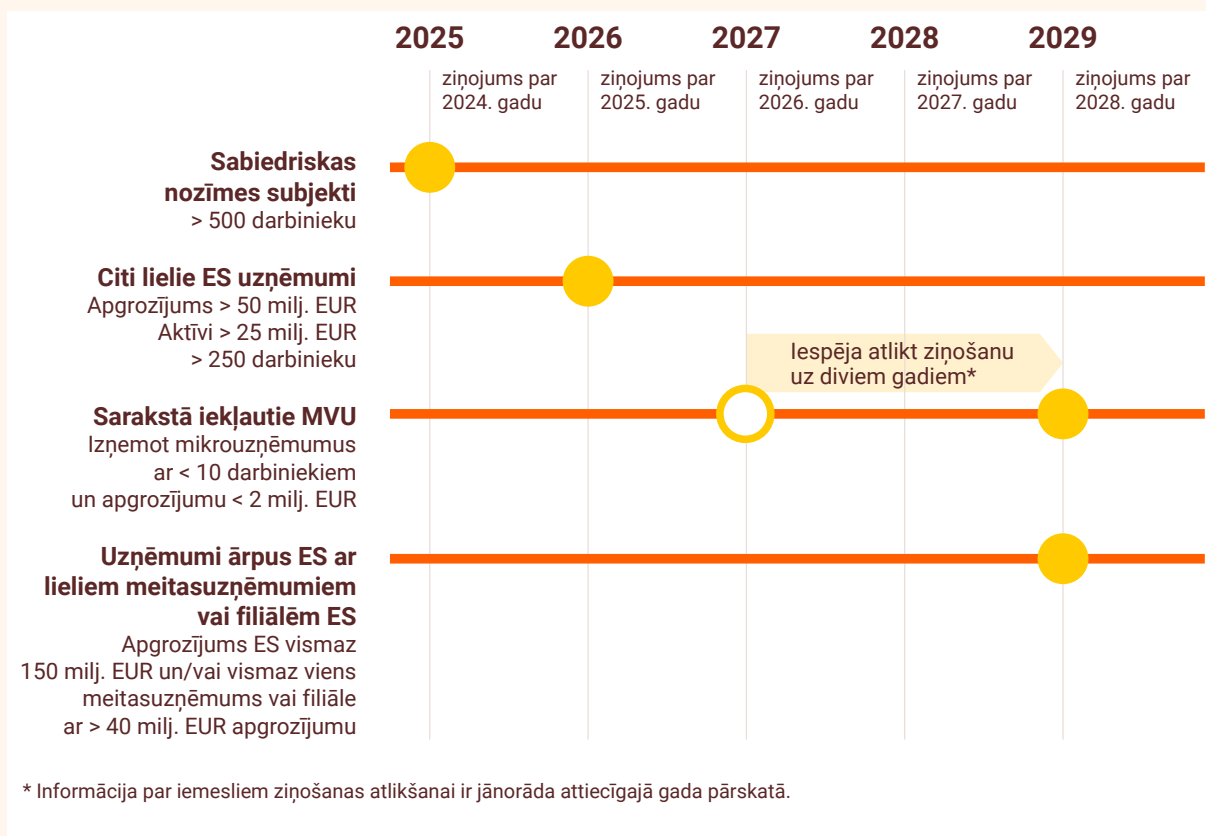 2025 2026 2027 2028 2029
ziņojums par 2024. gadu
ziņojums par 2025. gadu
ziņojums par 2026. gadu
ziņojums par 2027. gadu
ziņojums par 2028. gadu
Sabiedriskas
nozīmes subjekti
> 500 darbinieku
Citi lielie ES uzņēmumi
Apgrozījums > 50 milj. EUR
Aktīvi > 25 milj. EUR
> 250 darbinieku
Iespēja atlikt ziņošanu
uz diviem gadiem*
Sarakstā iekļautie MVU
Izņemot mikrouzņēmumus
ar < 10 darbiniekiem
un apgrozījumu < 2 milj. EUR
Uzņēmumi ārpus ES ar
lieliem meitasuzņēmumiem
vai filiālēm ES
Apgrozījums ES vismaz
150 milj. EUR un/vai vismaz viens
meitasuzņēmums vai filiāle
ar > 40 milj. EUR apgrozījumu
* Informācija par iemesliem ziņošanas atlikšanai ir jānorāda attiecīgajā gada pārskatā.